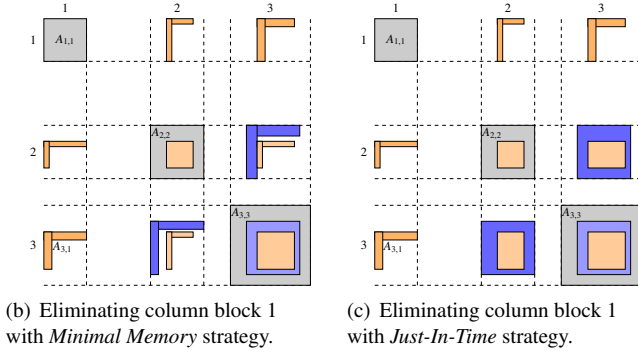 1 2 3
1 A1,1
2 A2,2
A3,3
3 A3,1
(b) Eliminating column block 1
with Minimal Memory strategy.
1 2 3
1 A1,1
2 A2,2
A3,3
3 A3,1
(c) Eliminating column block 1
with Just-In-Time strategy.